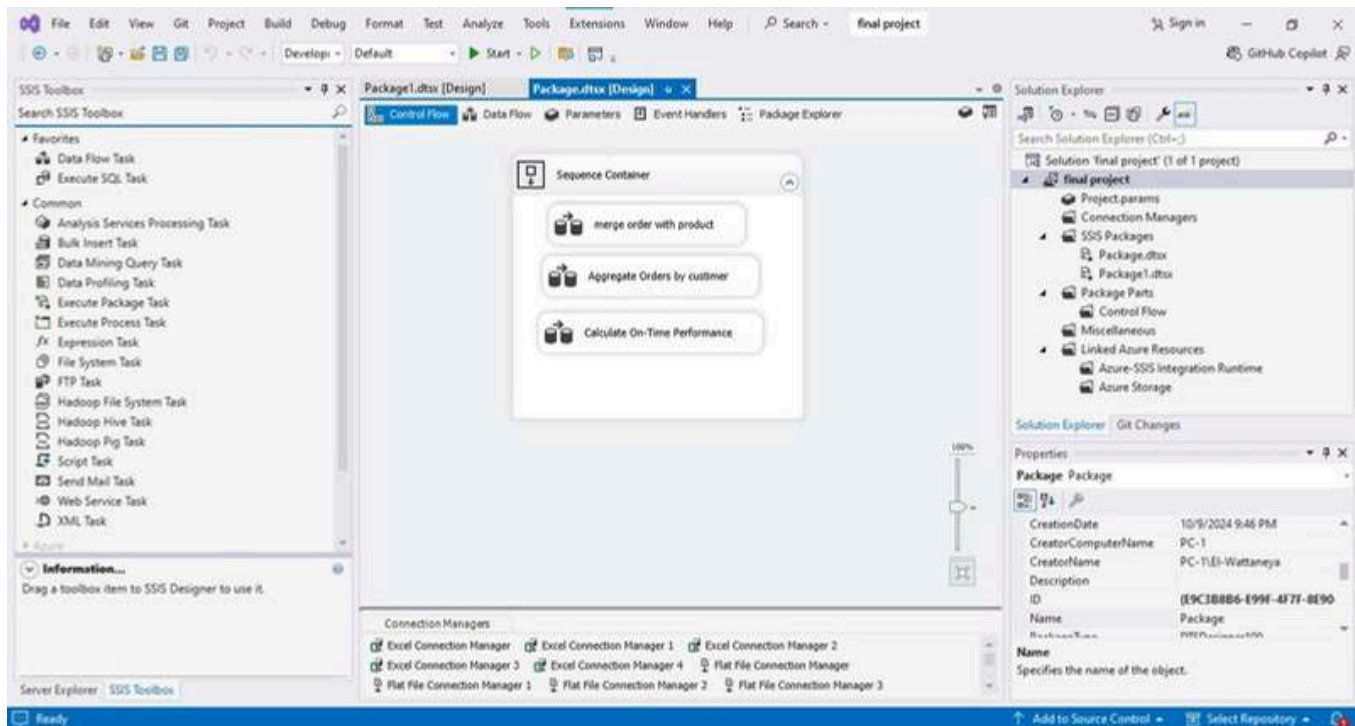 File Edit View Git Project Build Debug Format Test Analyze Tools Extensions Window Help Search final project Sign in
Developi Default Start GitHub Copilot
SSIS Toolbox
Search SSIS Toolbox
Favorites
Data Flow Task
Execute SQL Task
Common
Analysis Services Processing Task
Bulk Insert Task
Data Mining Query Task
Data Profiling Task
Execute Package Task
Execute Process Task
Expression Task
File System Task
FTP Task
Hadoop File System Task
Hadoop Hive Task
Hadoop Pig Task
Script Task
Send Mail Task
Web Service Task
XML Task
Azure
Information...
Drag a toolbox item to SSIS Designer to use it.
Server Explorer SSIS Toolbox
Package1.dtsx [Design] Package.dtsx [Design]
Control Flow Data Flow Parameters Event Handlers Package Explorer
Sequence Container
merge order with product
Aggregate Orders by custimer
Calculate On-Time Performance
100%
Connection Managers
Excel Connection Manager Excel Connection Manager 1 Excel Connection Manager 2
Excel Connection Manager 3 Excel Connection Manager 4 Flat File Connection Manager
Flat File Connection Manager 1 Flat File Connection Manager 2 Flat File Connection Manager 3
Solution Explorer
Search Solution Explorer (Ctrl+;)
Solution 'final project' (1 of 1 project)
final project
Project.params
Connection Managers
SSIS Packages
Package.dtsx
Package1.dtsx
Package Parts
Control Flow
Miscellaneous
Linked Azure Resources
Azure-SSIS Integration Runtime
Azure Storage
Solution Explorer Git Changes
Properties
Package Package
CreationDate 10/9/2024 9:46 PM
CreatorComputerName PC-1
CreatorName PC-1\El-Wattaneya
Description
ID {E9C3B8B6-E99F-4F7F-8E90
Name Package
Name
Specifies the name of the object.
Ready Add to Source Control Select Repository